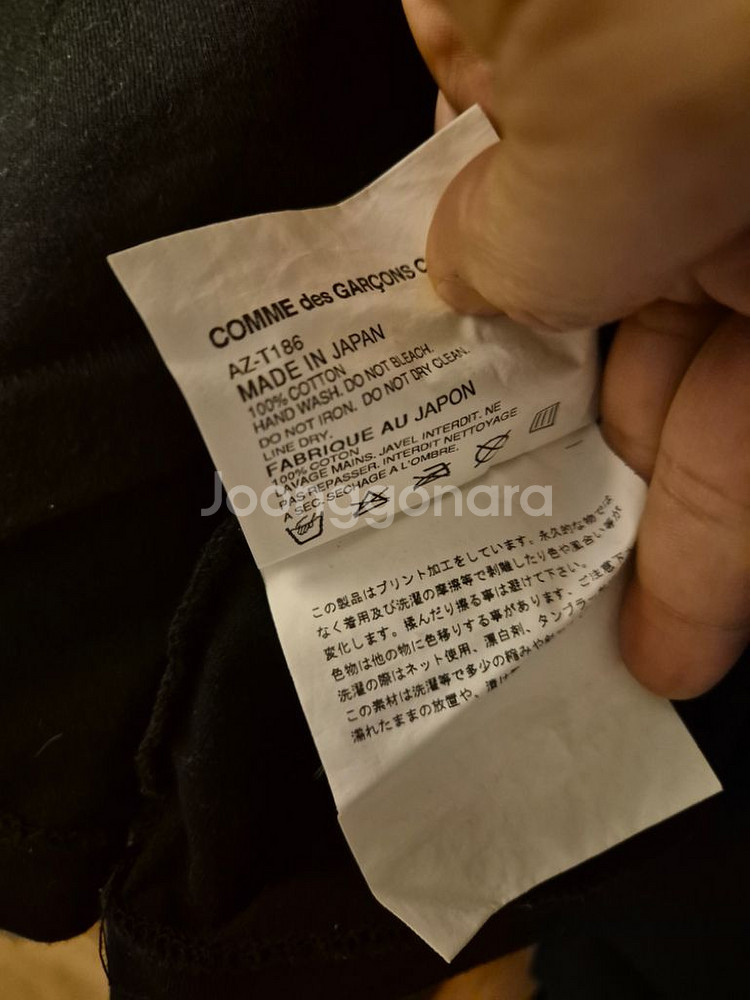 COMME des GARÇONS C
AZ-T186
MADE IN JAPAN
100% COTTON
HAND WASH. DO NOT BLEACH.
DO NOT IRON. DO NOT DRY CLEAN.
LINE DRY.
FABRIQUE AU JAPON
100% COTON
LAVAGE MAINS. JAVEL INTERDIT. NE
PAS REPASSER. INTERDIT NETTOYAGE
A SEC. SECHAGE A L'OMBRE.
Joonggonara
この製品はプリント加工をしています。永久的な物では
なく着用及び洗濯の摩擦等で剥離したり色や風合い等が
変化します。揉んだり擦る事は避けて下さい。
色物は他の物に色移りする事があります。ご注意下
洗濯の際はネット使用、漂白剤、タンブラ
この素材は洗濯等で多少の縮みや
濡れたままの放置や、